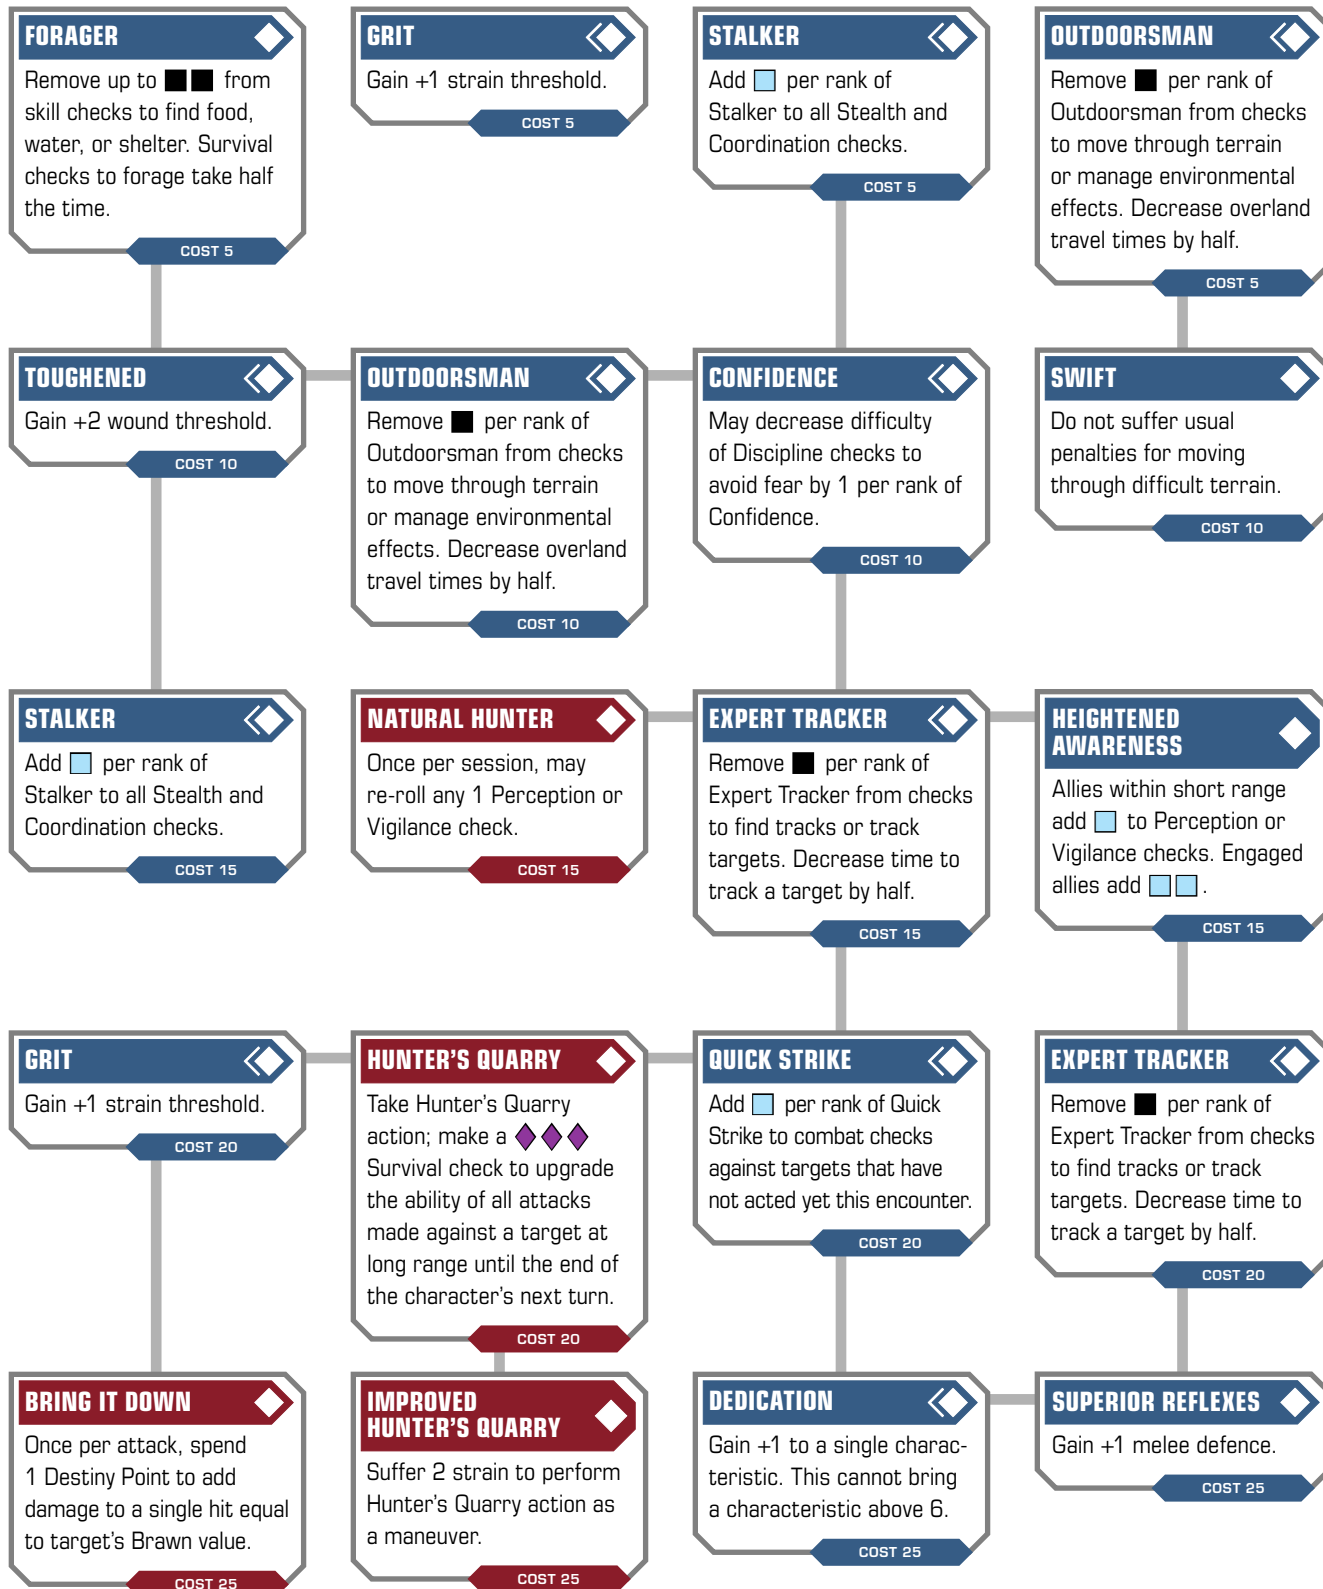 FORAGER
Remove up to from
skill checks to find food,
water, or shelter. Survival
checks to forage take half
the time.
COST 5
GRIT
Gain +1 strain threshold.
COST 5
STALKER
Add per rank of
Stalker to all Stealth and
Coordination checks.
COST 5
OUTDOORSMAN
Remove per rank of
Outdoorsman from checks
to move through terrain
or manage environmental
effects. Decrease overland
travel times by half.
COST 5
TOUGHENED
Gain +2 wound threshold.
COST 10
OUTDOORSMAN
Remove per rank of
Outdoorsman from checks
to move through terrain
or manage environmental
effects. Decrease overland
travel times by half.
COST 10
CONFIDENCE
May decrease difficulty
of Discipline checks to
avoid fear by 1 per rank of
Confidence.
COST 10
SWIFT
Do not suffer usual
penalties for moving
through difficult terrain.
COST 10
STALKER
Add per rank of
Stalker to all Stealth and
Coordination checks.
COST 15
NATURAL HUNTER
Once per session, may
re-roll any 1 Perception or
Vigilance check.
COST 15
EXPERT TRACKER
Remove per rank of
Expert Tracker from checks
to find tracks or track
targets. Decrease time to
track a target by half.
COST 15
HEIGHTENED
AWARENESS
Allies within short range
add to Perception or
Vigilance checks. Engaged
allies add .
COST 15
GRIT
Gain +1 strain threshold.
COST 20
HUNTER'S QUARRY
Take Hunter's Quarry
action; make a
Survival check to upgrade
the ability of all attacks
made against a target at
long range until the end of
the character's next turn.
COST 20
QUICK STRIKE
Add per rank of Quick
Strike to combat checks
against targets that have
not acted yet this encounter.
COST 20
EXPERT TRACKER
Remove per rank of
Expert Tracker from checks
to find tracks or track
targets. Decrease time to
track a target by half.
COST 20
BRING IT DOWN
Once per attack, spend
1 Destiny Point to add
damage to a single hit equal
to target's Brawn value.
COST 25
IMPROVED
HUNTER'S QUARRY
Suffer 2 strain to perform
Hunter's Quarry action as
a maneuver.
COST 25
DEDICATION
Gain +1 to a single charac-
teristic. This cannot bring
a characteristic above 6.
COST 25
SUPERIOR REFLEXES
Gain +1 melee defence.
COST 25